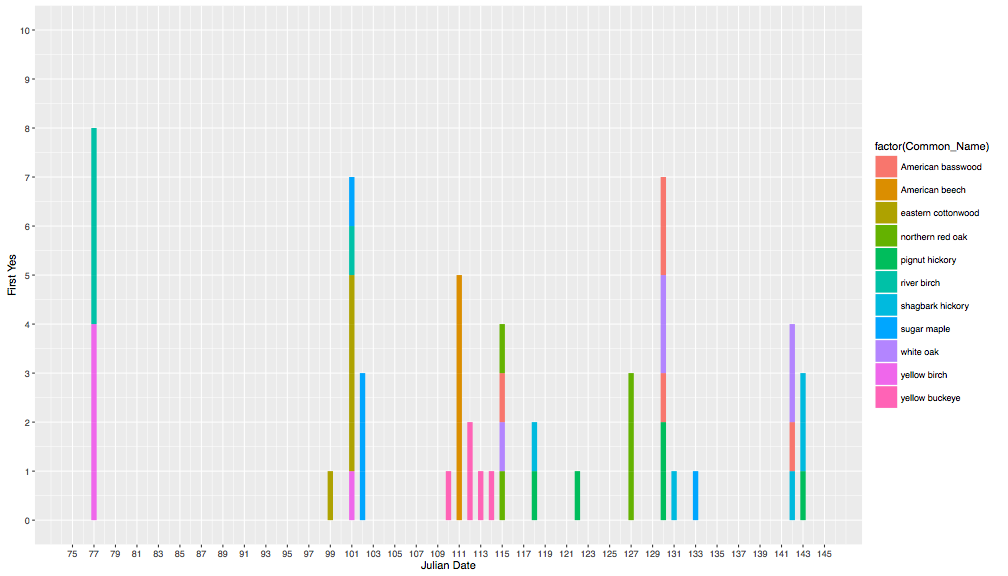 10
9
8
7
6
5
4
3
2
1
0
First Yes
75 77 79 81 83 85 87 89 91 93 95 97 99 101 103 105 107 109 111 113 115 117 119 121 123 125 127 129 131 133 135 137 139 141 143 145
Julian Date
factor(Common_Name)
American basswood
American beech
eastern cottonwood
northern red oak
pignut hickory
river birch
shagbark hickory
sugar maple
white oak
yellow birch
yellow buckeye